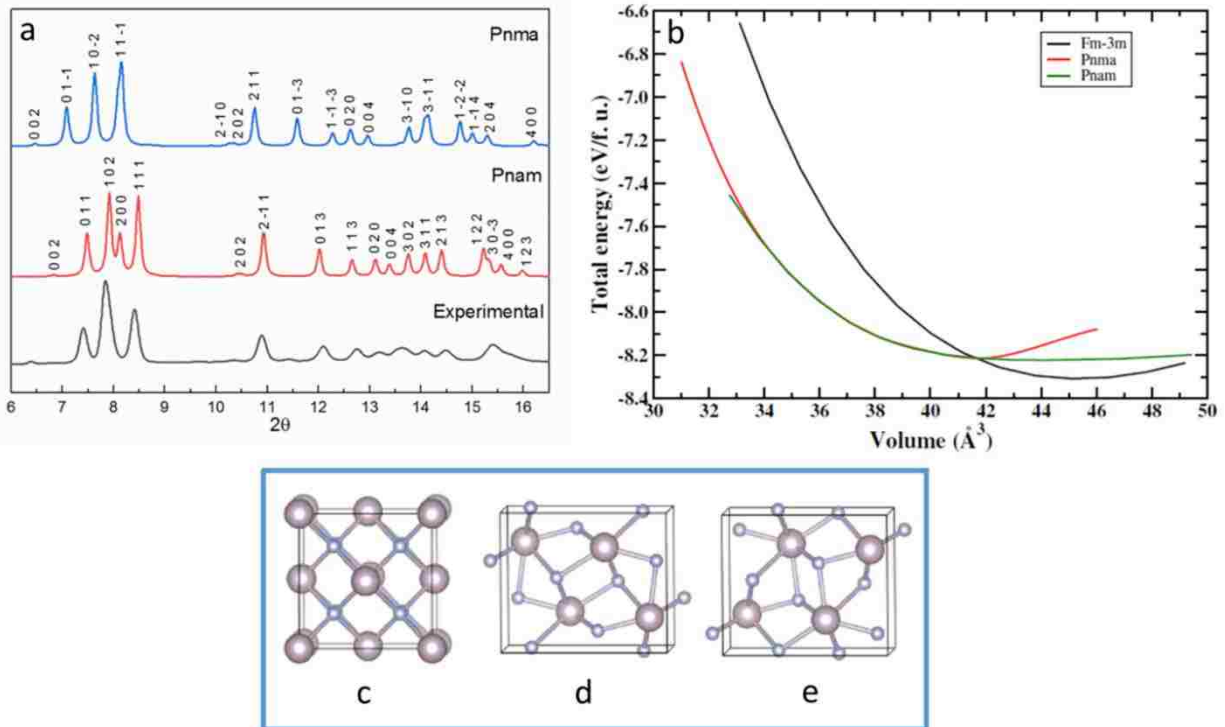 a
Pnma
0 0 2
0 1 -1
1 0 -2
1 1 -1
2 -1 0
2 0 2
2 1 1
0 1 -3
1 -1 -3
0 2 0
0 0 4
3 -1 0
3 -1 1
1 -2 -2
1 -1 4
2 0 4
4 0 0
Pnam
0 0 2
0 1 1
1 0 2
2 0 0
1 1 1
2 0 2
2 -1 1
0 1 3
1 1 3
0 2 0
0 0 4
3 0 2
3 1 1
2 1 3
1 2 2
3 0 -3
4 0 0
1 2 3
Experimental
6 7 8 9 10 11 12 13 14 15 16
2θ
b
Total energy (eV/f. u.)
-6.6
-6.8
-7.0
-7.2
-7.4
-7.6
-7.8
-8.0
-8.2
-8.4
Fm-3m
Pnma
Pnam
30 32 34 36 38 40 42 44 46 48 50
Volume (Å³)
c d e